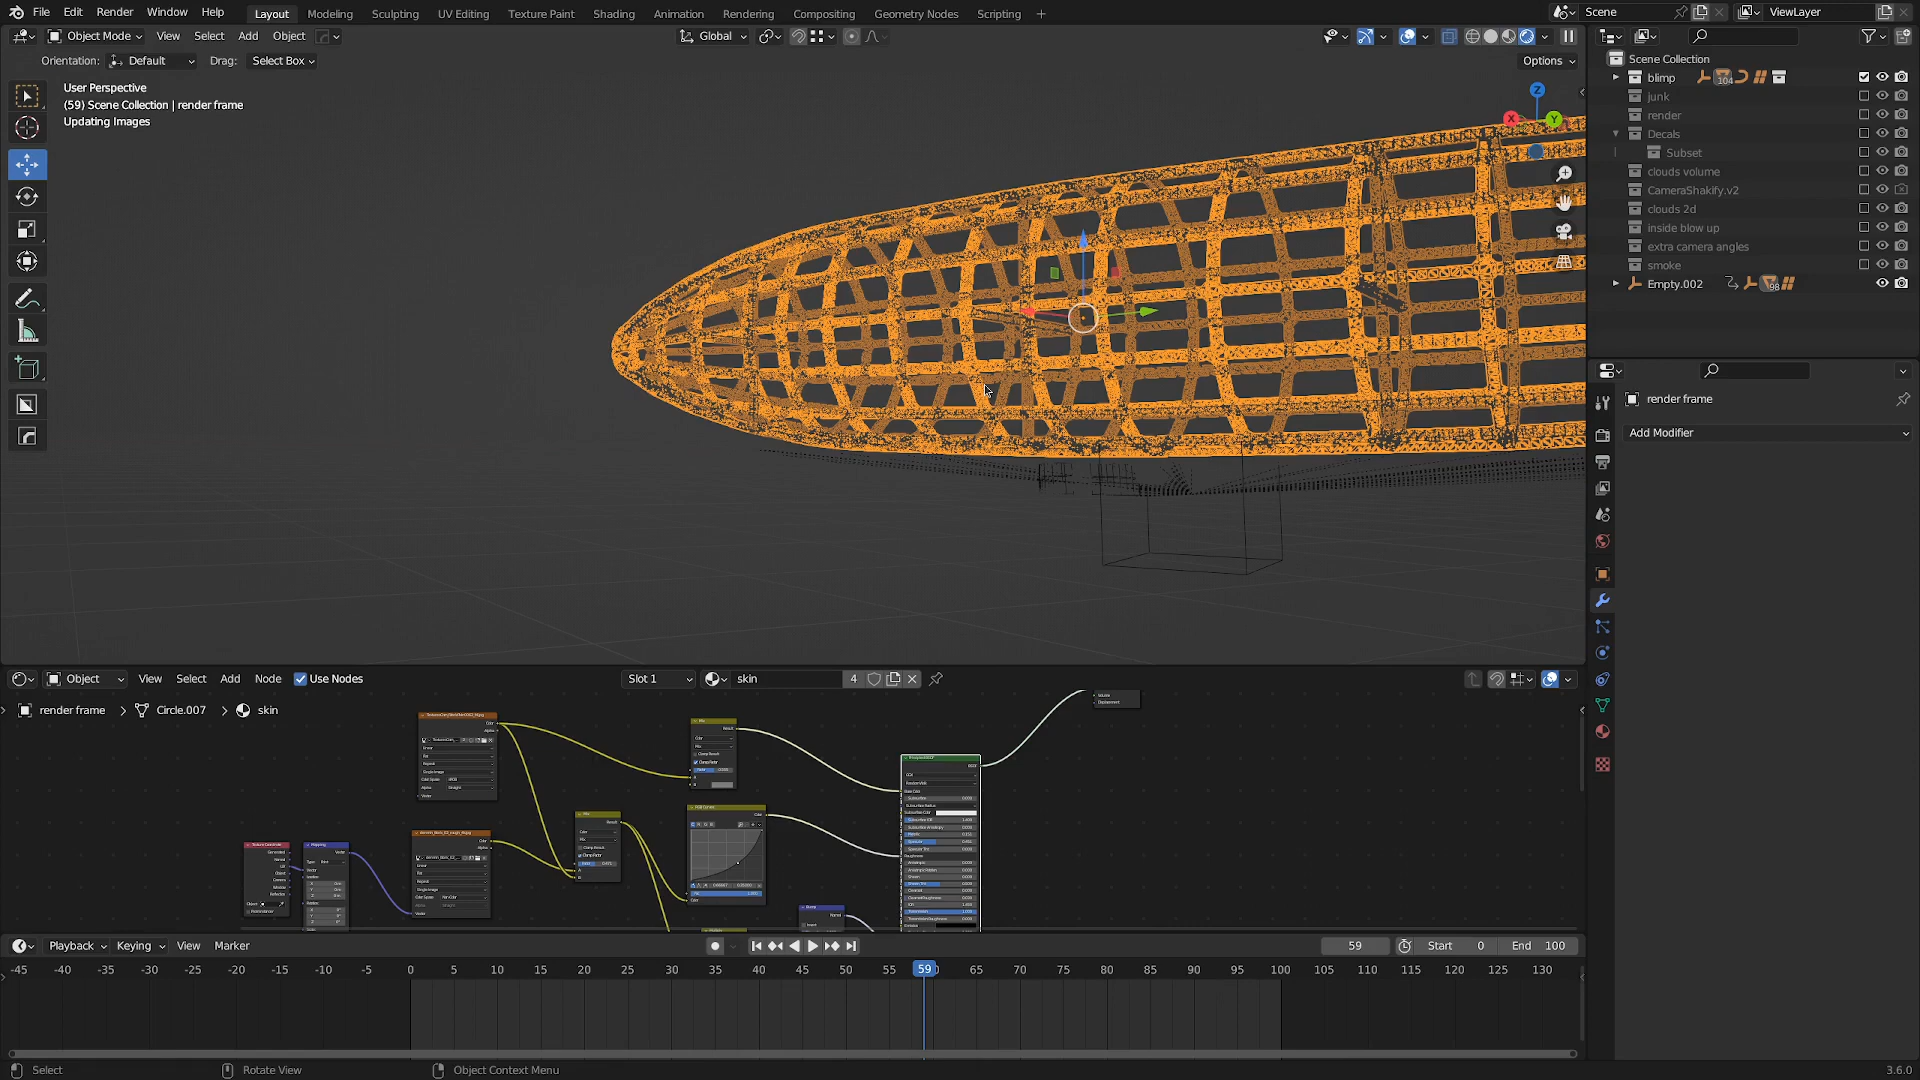 File Edit Render Window Help Layout Modeling Sculpting UV Editing Texture Paint Shading Animation Rendering Compositing Geometry Nodes Scripting + Scene ViewLayer
Object Mode View Select Add Object Global
Orientation: Default Drag: Select Box Options
User Perspective
(59) Scene Collection | render frame
Updating Images
Z
X
Y
Scene Collection
blimp 104
junk
render
Decals
Subset
clouds volume
CameraShakify.v2
clouds 2d
inside blow up
extra camera angles
smoke
Empty.002 98
render frame
Add Modifier
Object View Select Add Node Use Nodes Slot 1 skin 4
render frame > Circle.007 > skin
Playback Keying View Marker 59 Start 0 End 100
-45 -40 -35 -30 -25 -20 -15 -10 -5 0 5 10 15 20 25 30 35 40 45 50 55 59 65 70 75 80 85 90 95 100 105 110 115 120 125 130
Select Rotate View Object Context Menu 3.6.0